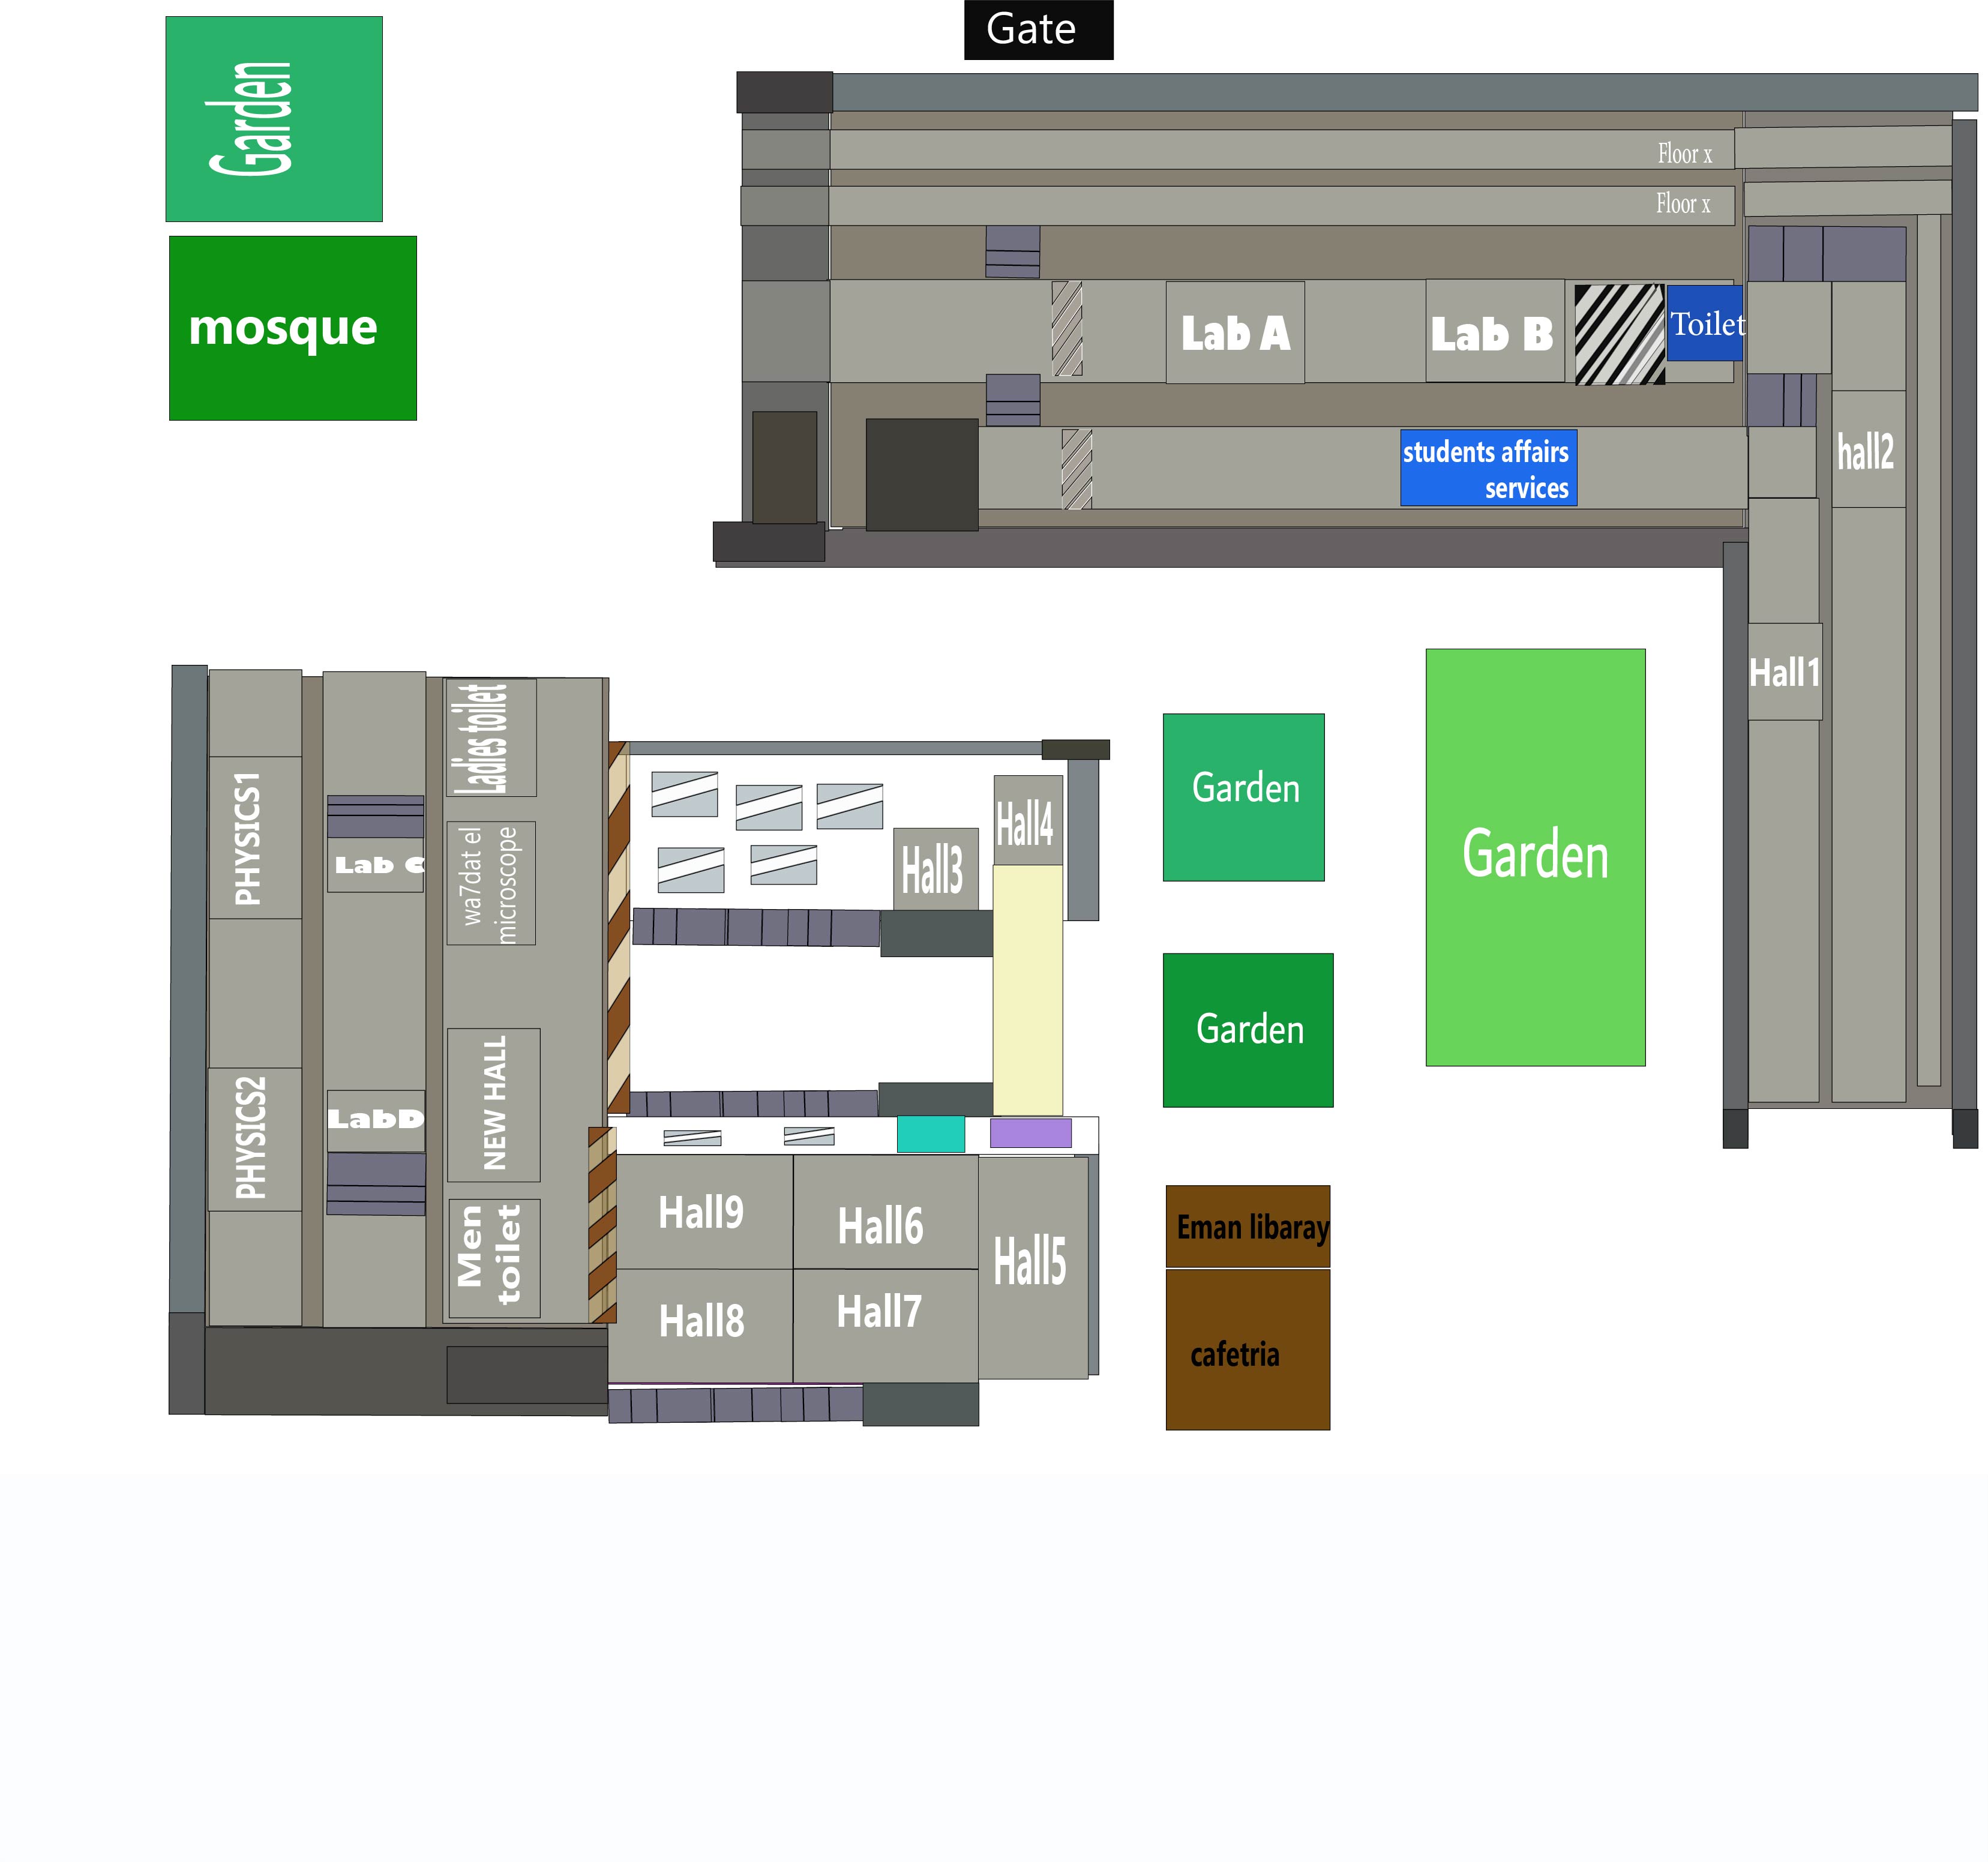 Gate
Garden
mosque
Floor x
Floor x
Lab A
Lab B
Toilet
students affairs
services
hall2
Hall1
PHYSICS1
PHYSICS2
Lab C
LabD
Ladies toilet
wa7dat el
microscope
NEW HALL
Men
toilet
Hall3
Hall4
Hall9
Hall6
Hall5
Hall8
Hall7
Garden
Garden
Garden
Eman libaray
cafetria